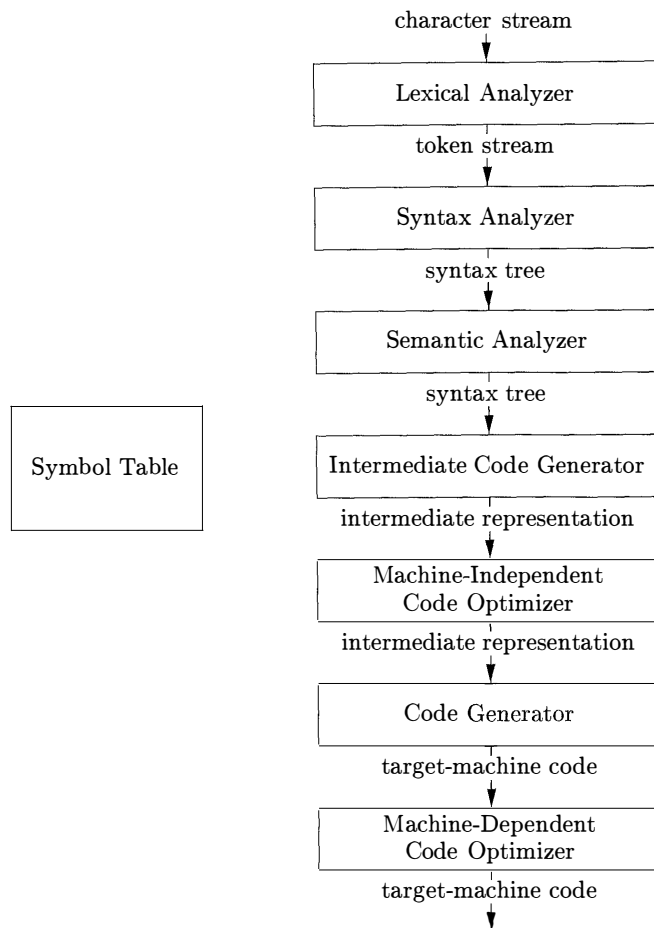 character stream
Lexical Analyzer
token stream
Syntax Analyzer
syntax tree
Semantic Analyzer
syntax tree
Symbol Table
Intermediate Code Generator
intermediate representation
Machine-Independent
Code Optimizer
intermediate representation
Code Generator
target-machine code
Machine-Dependent
Code Optimizer
target-machine code